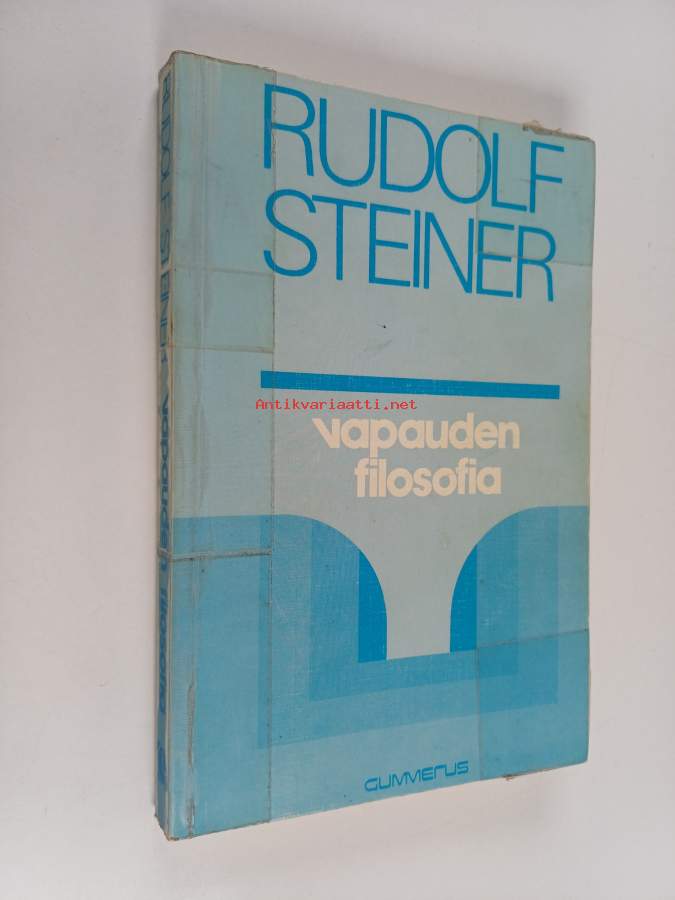 RUDOLF
STEINER
Antikvariaatti.net
vapauden
filosofia
GUMMERUS
RUDOLF STEINER vapauden filosofia